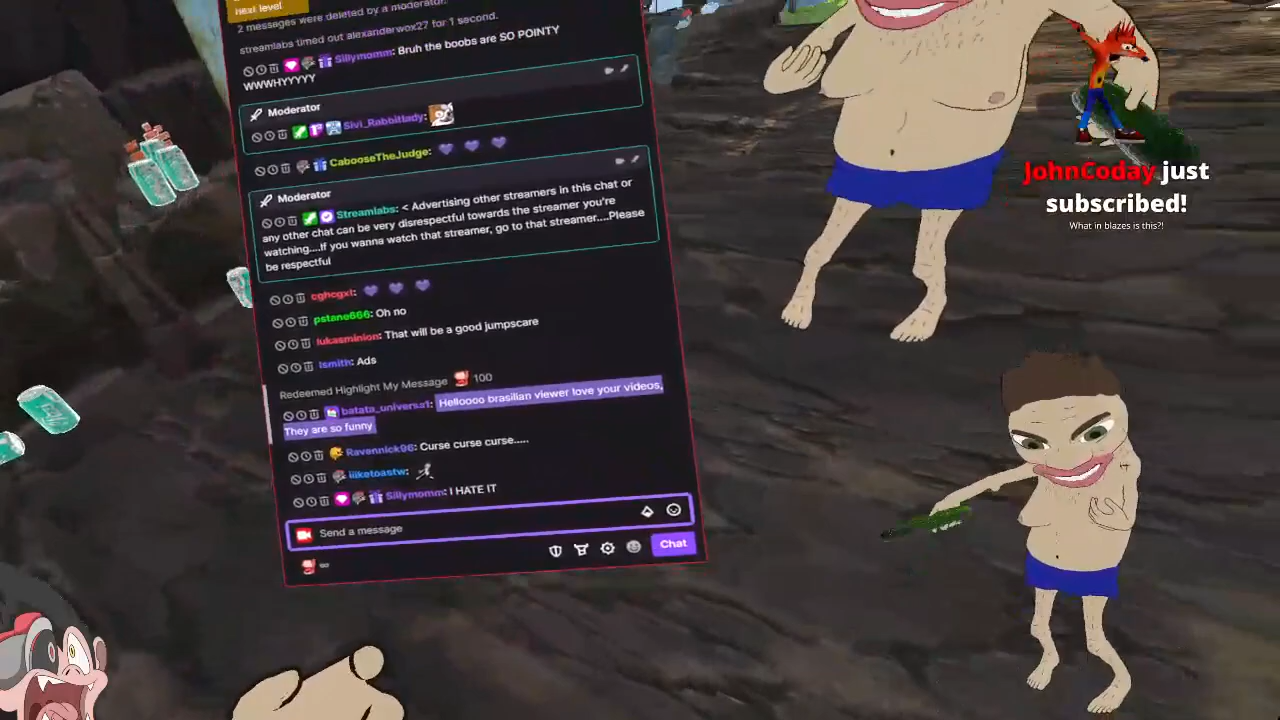 next level
2 messages were deleted by a moderator.
streamlabs timed out alexanderwox27 for 1 second.
Sillymomm: Bruh the boobs are SO POINTY
WWWHYYYYY
Moderator
Sivi_Rabbitlady:
CabooseTheJudge:
Moderator
Streamlabs: < Advertising other streamers in this chat or
any other chat can be very disrespectful towards the streamer you're
watching....If you wanna watch that streamer, go to that streamer....Please
be respectful
cghcgxt:
pstane666: Oh no
lukasminion: That will be a good jumpscare
lsmith: Ads
Redeemed Highlight My Message 100
batata_universa1: Helloooo brasilian viewer love your videos,
They are so funny
Ravennick96: Curse curse curse.....
iiiketoastw:
Sillymomm: I HATE IT
Send a message
Chat
JohnCoday just
subscribed!
What in blazes is this?!